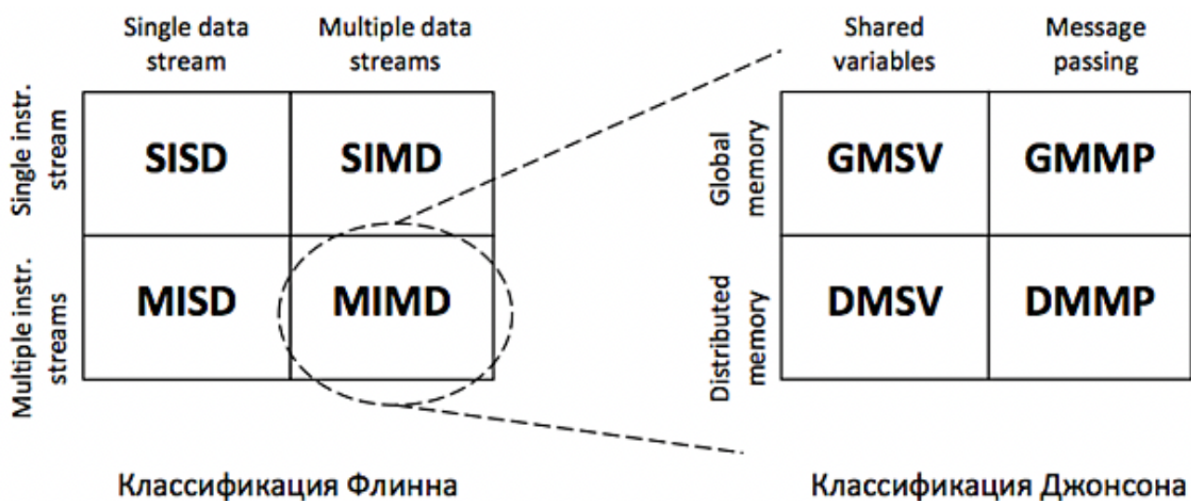 Single data
stream
Multiple data
streams
Shared
variables
Message
passing
Single instr.
stream
SISD
SIMD
Global
memory
GMSV
GMMP
Multiple instr.
streams
MISD
MIMD
Distributed
memory
DMSV
DMMP
Классификация Флинна
Классификация Джонсона